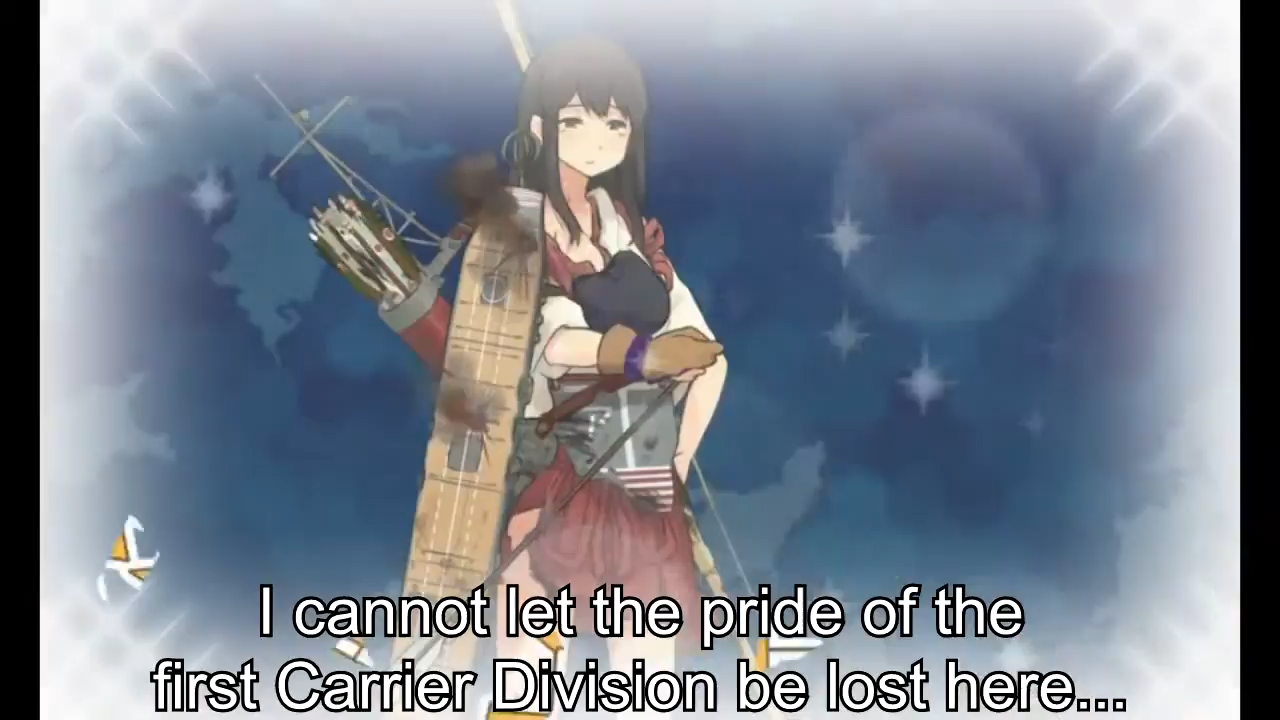 I cannot let the pride of the
first Carrier Division be lost here...